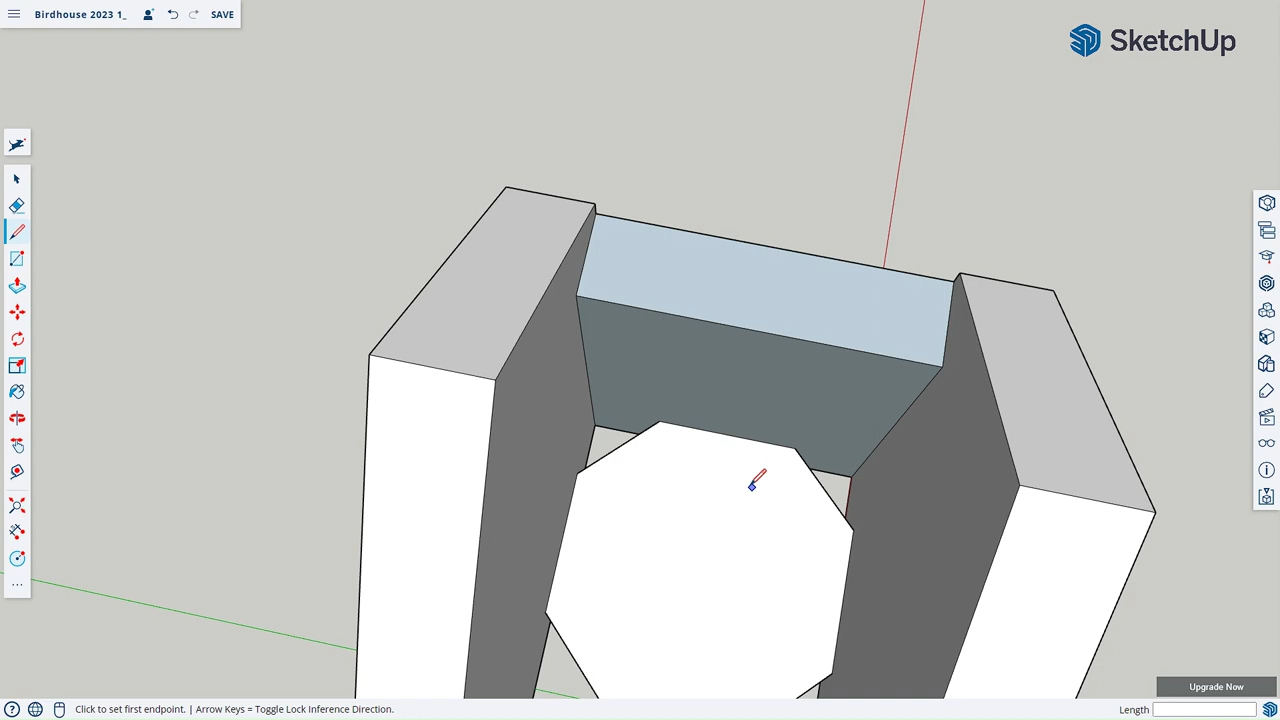 Birdhouse 2023 1_
SAVE
SketchUp
Upgrade Now
Click to set first endpoint. | Arrow Keys = Toggle Lock Inference Direction.
Length